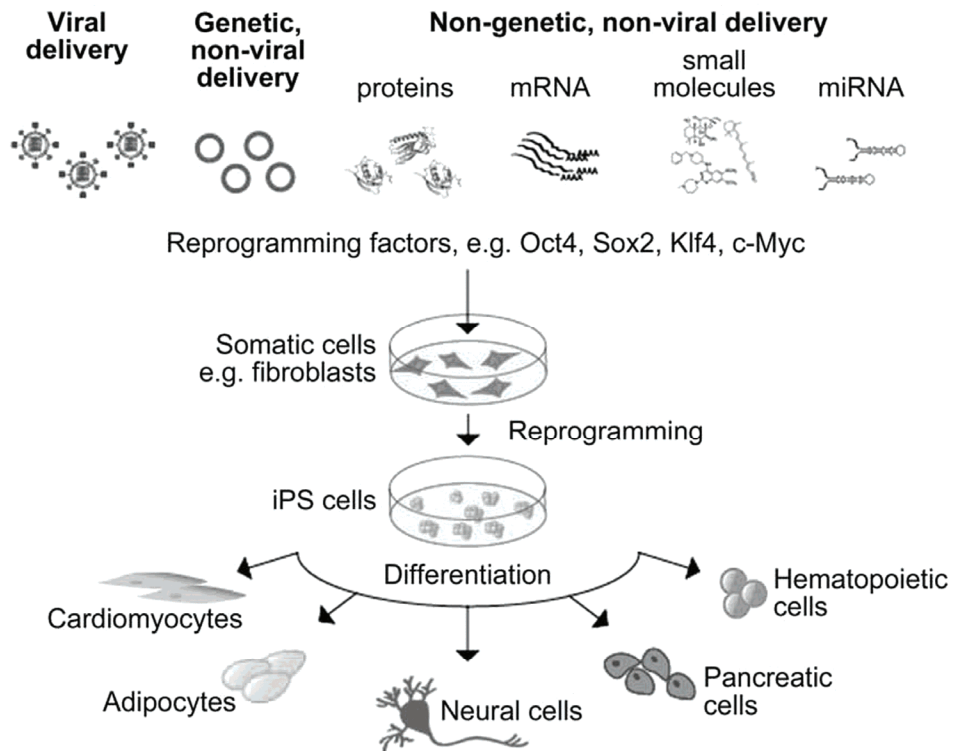 Viral
delivery
Genetic,
non-viral
delivery
Non-genetic, non-viral delivery
proteins
mRNA
small
molecules
miRNA
Reprogramming factors, e.g. Oct4, Sox2, Klf4, c-Myc
Somatic cells
e.g. fibroblasts
Reprogramming
iPS cells
Differentiation
Cardiomyocytes
Hematopoietic
cells
Adipocytes
Neural cells
Pancreatic
cells